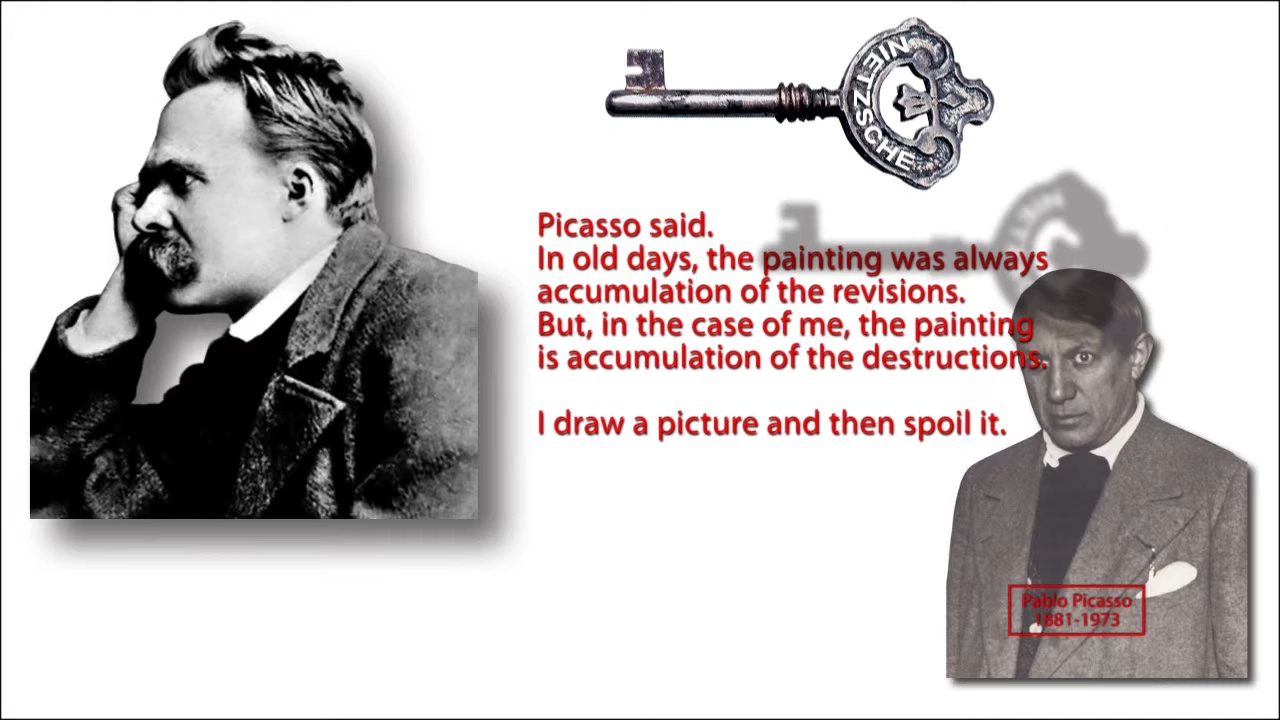 NIETZSCHE
Picasso said.
In old days, the painting was always
accumulation of the revisions.
But, in the case of me, the painting
is accumulation of the destructions.
I draw a picture and then spoil it.
Pablo Picasso
1881-1973